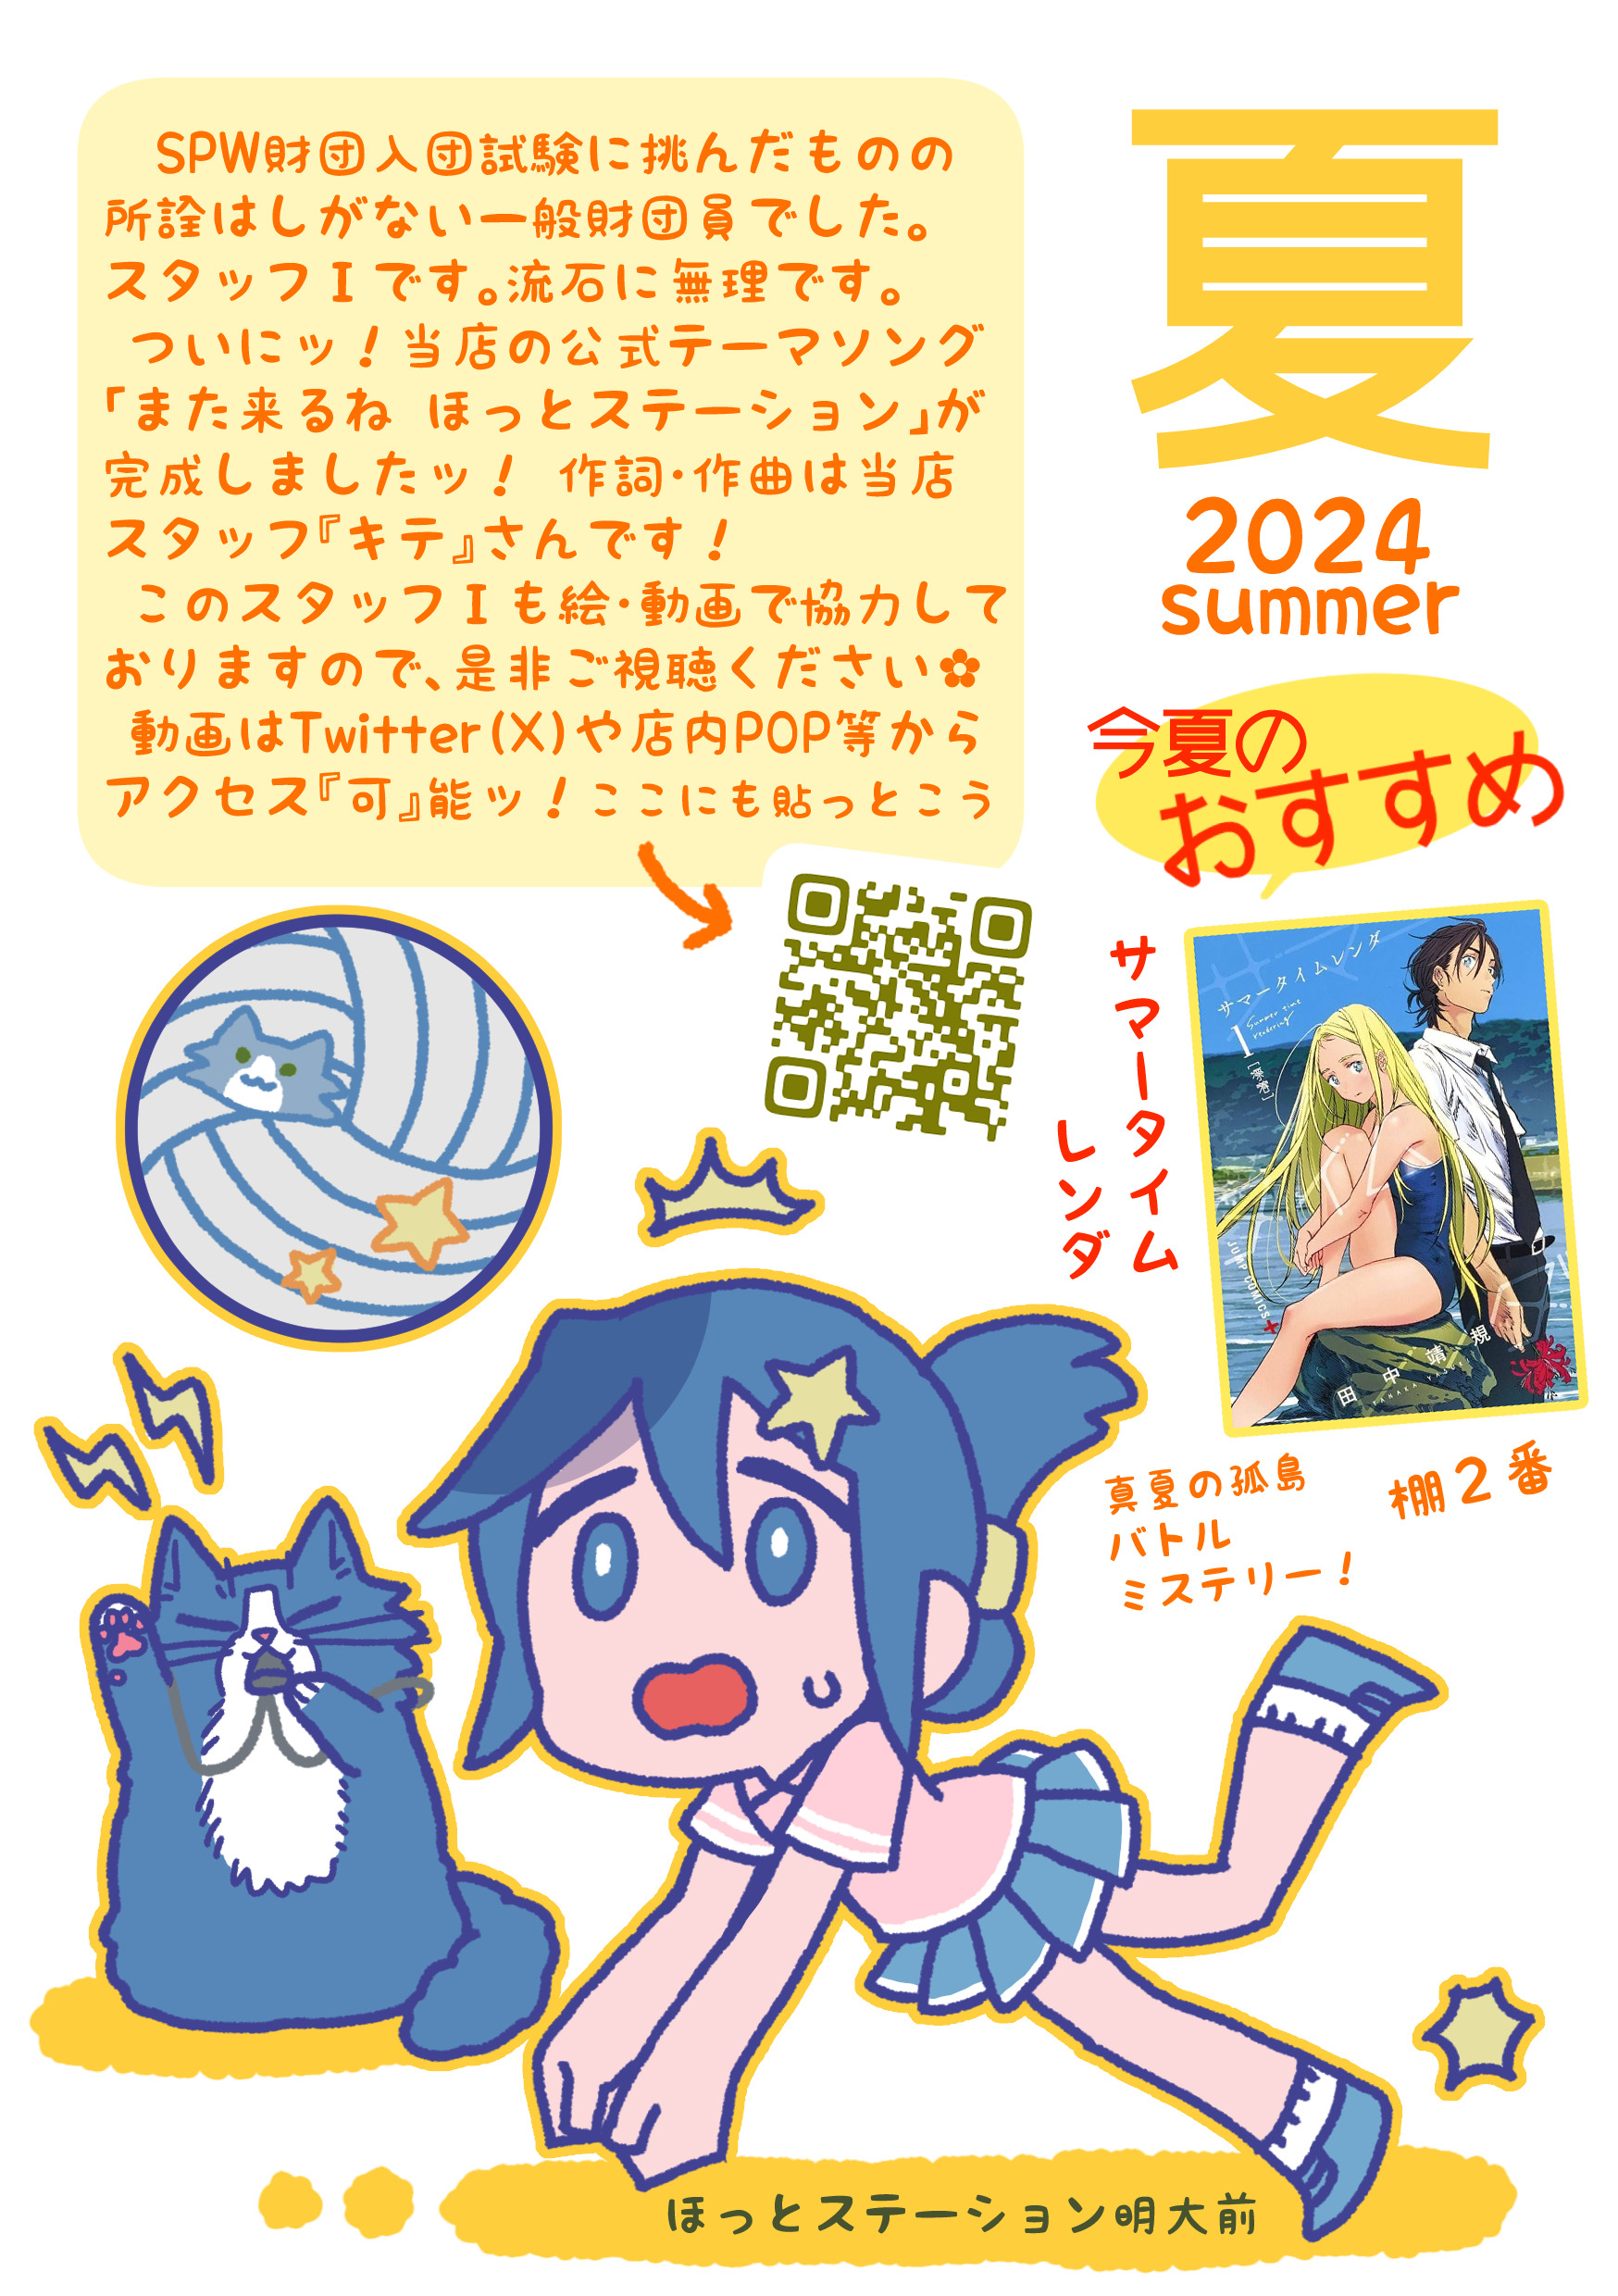 SPW財団入団試験に挑んだものの
所詮はしがない一般財団員でした。
スタッフIです。流石に無理です。
ついにッ！当店の公式テーマソング
「また来るね ほっとステーション」が
完成しましたッ！ 作詞・作曲は当店
スタッフ『キテ』さんです！
このスタッフIも絵・動画で協力して
おりますので、是非ご視聴ください✿
動画はTwitter(X)や店内POP等から
アクセス『可』能ッ！ここにも貼っとこう
夏
2024
summer
今夏の
おすすめ
サマータイム
レンダ
サマータイムレンダ
Summer time
rendering
1
JUMP COMICS+
田中靖規
真夏の孤島
バトル
ミステリー！
棚2番
ほっとステーション明大前